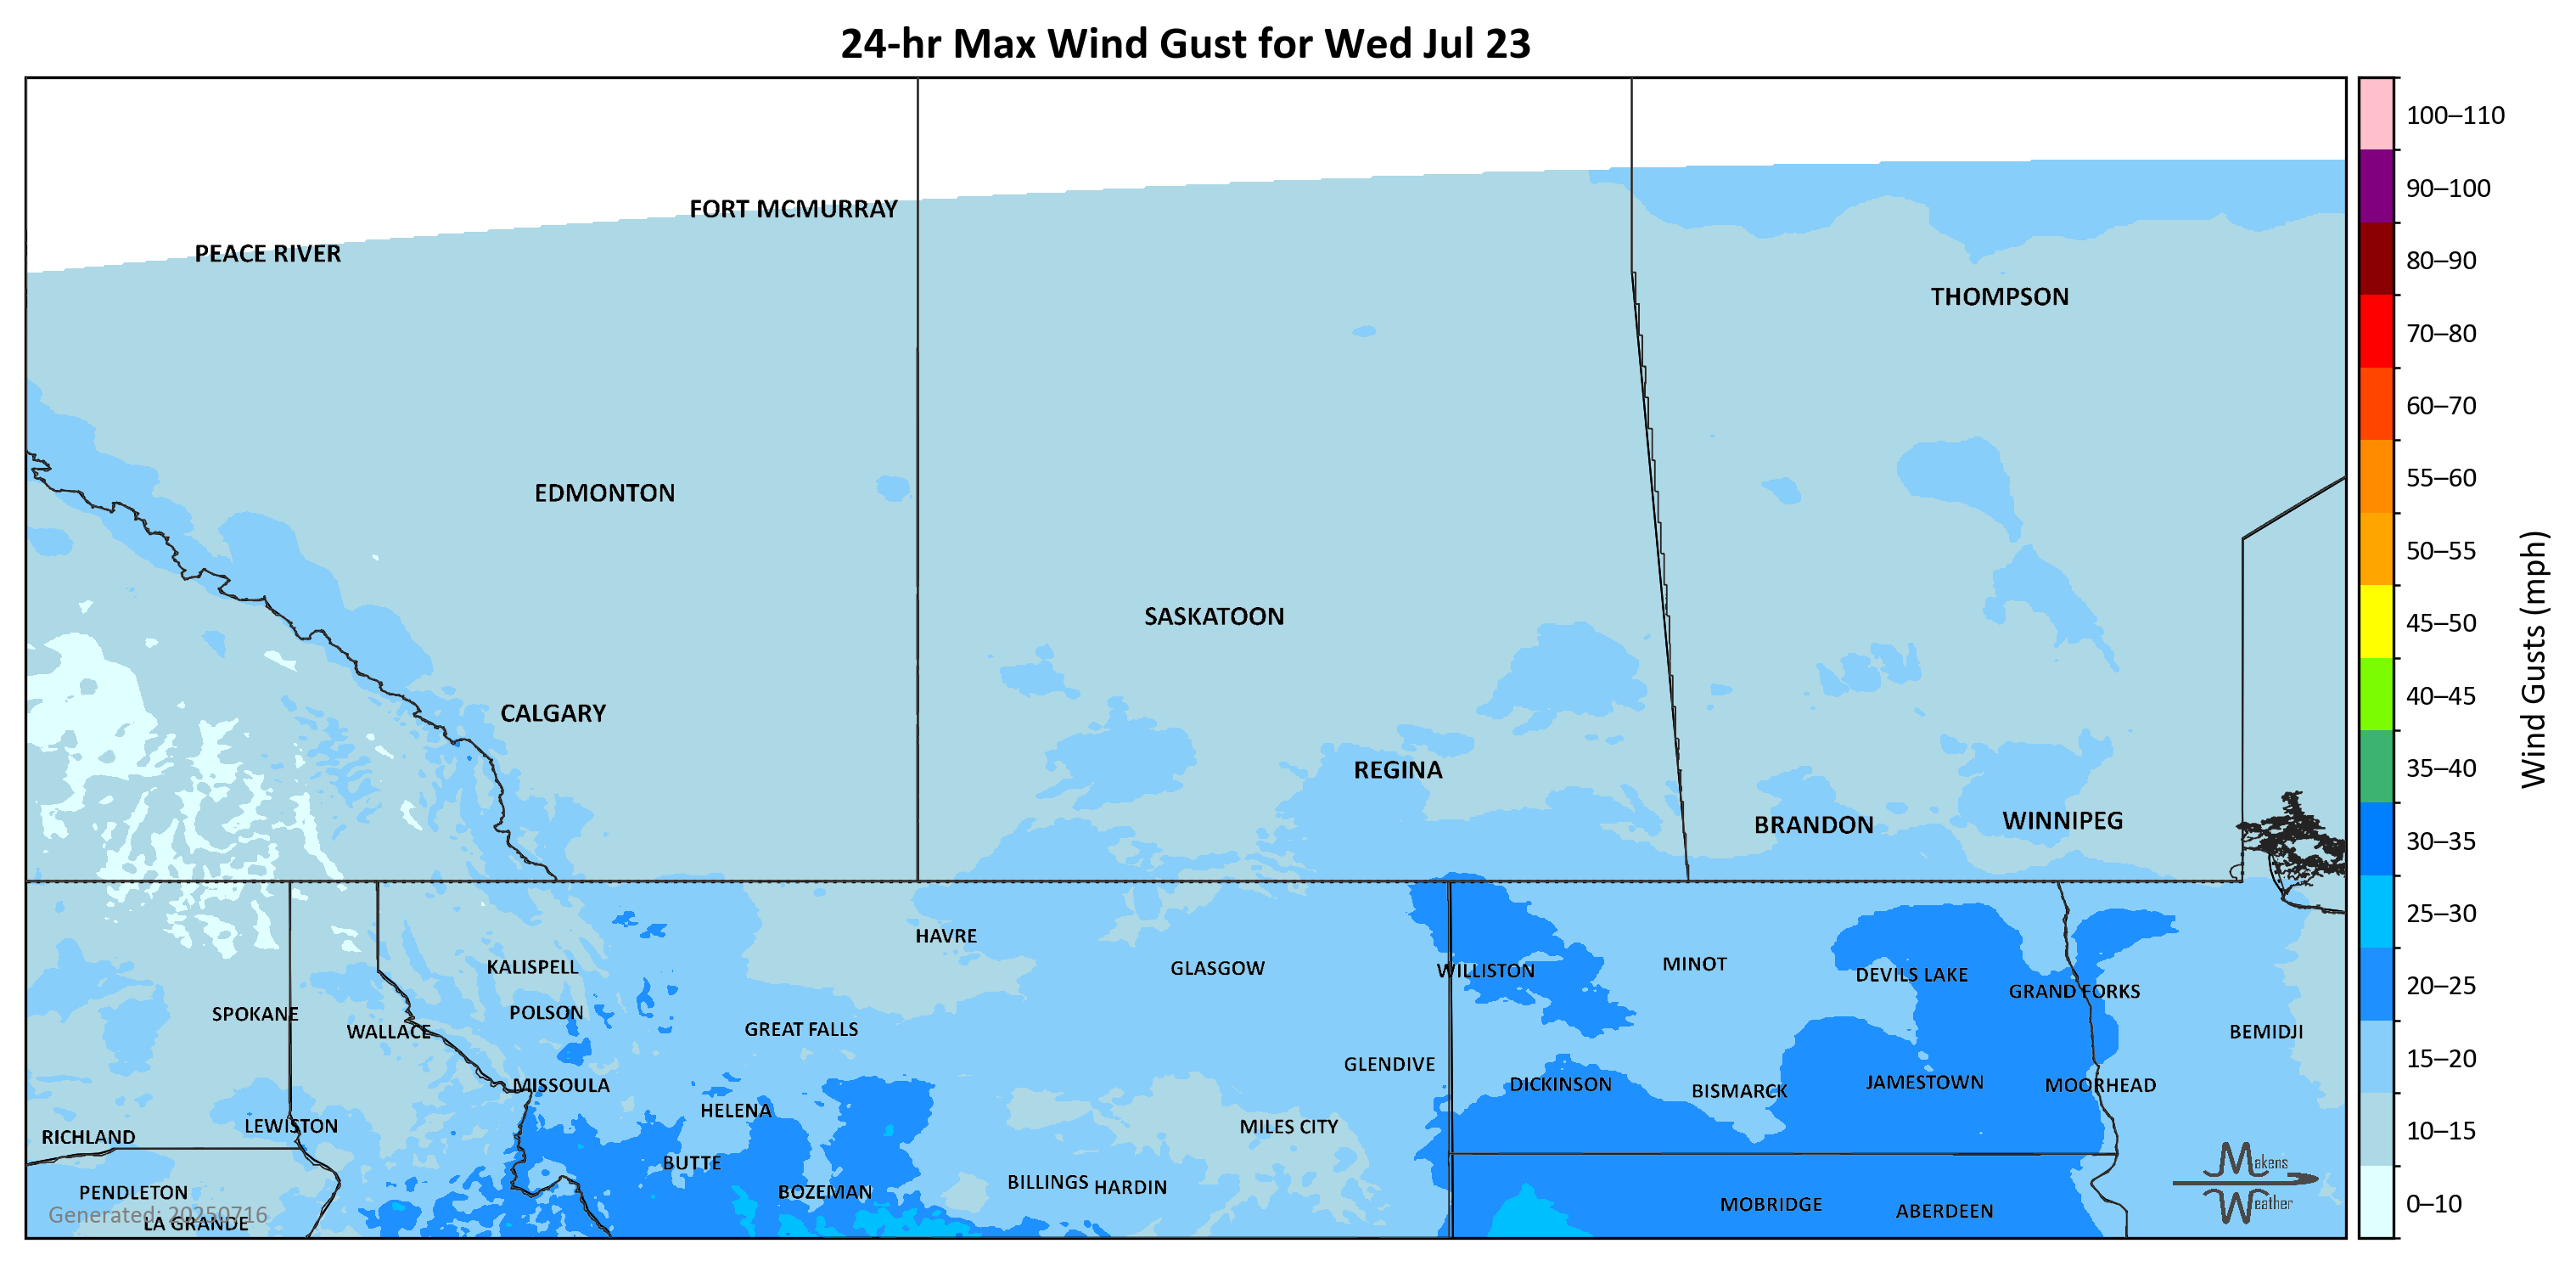 24-hr Max Wind Gust for Wed Jul 23
100–110
90–100
80–90
70–80
60–70
55–60
50–55
45–50
40–45
35–40
30–35
25–30
20–25
15–20
10–15
0–10
Wind Gusts (mph)
FORT MCMURRAY
PEACE RIVER
THOMPSON
EDMONTON
SASKATOON
CALGARY
REGINA
BRANDON
WINNIPEG
HAVRE
KALISPELL
GLASGOW
WILLISTON
MINOT
DEVILS LAKE
GRAND FORKS
SPOKANE
POLSON
WALLACE
GREAT FALLS
BEMIDJI
GLENDIVE
MISSOULA
DICKINSON
BISMARCK
JAMESTOWN
MOORHEAD
HELENA
LEWISTON
RICHLAND
MILES CITY
BUTTE
PENDLETON
BOZEMAN
BILLINGS
HARDIN
MOBRIDGE
ABERDEEN
Generated: 20250716
LA GRANDE
Makens
Weather